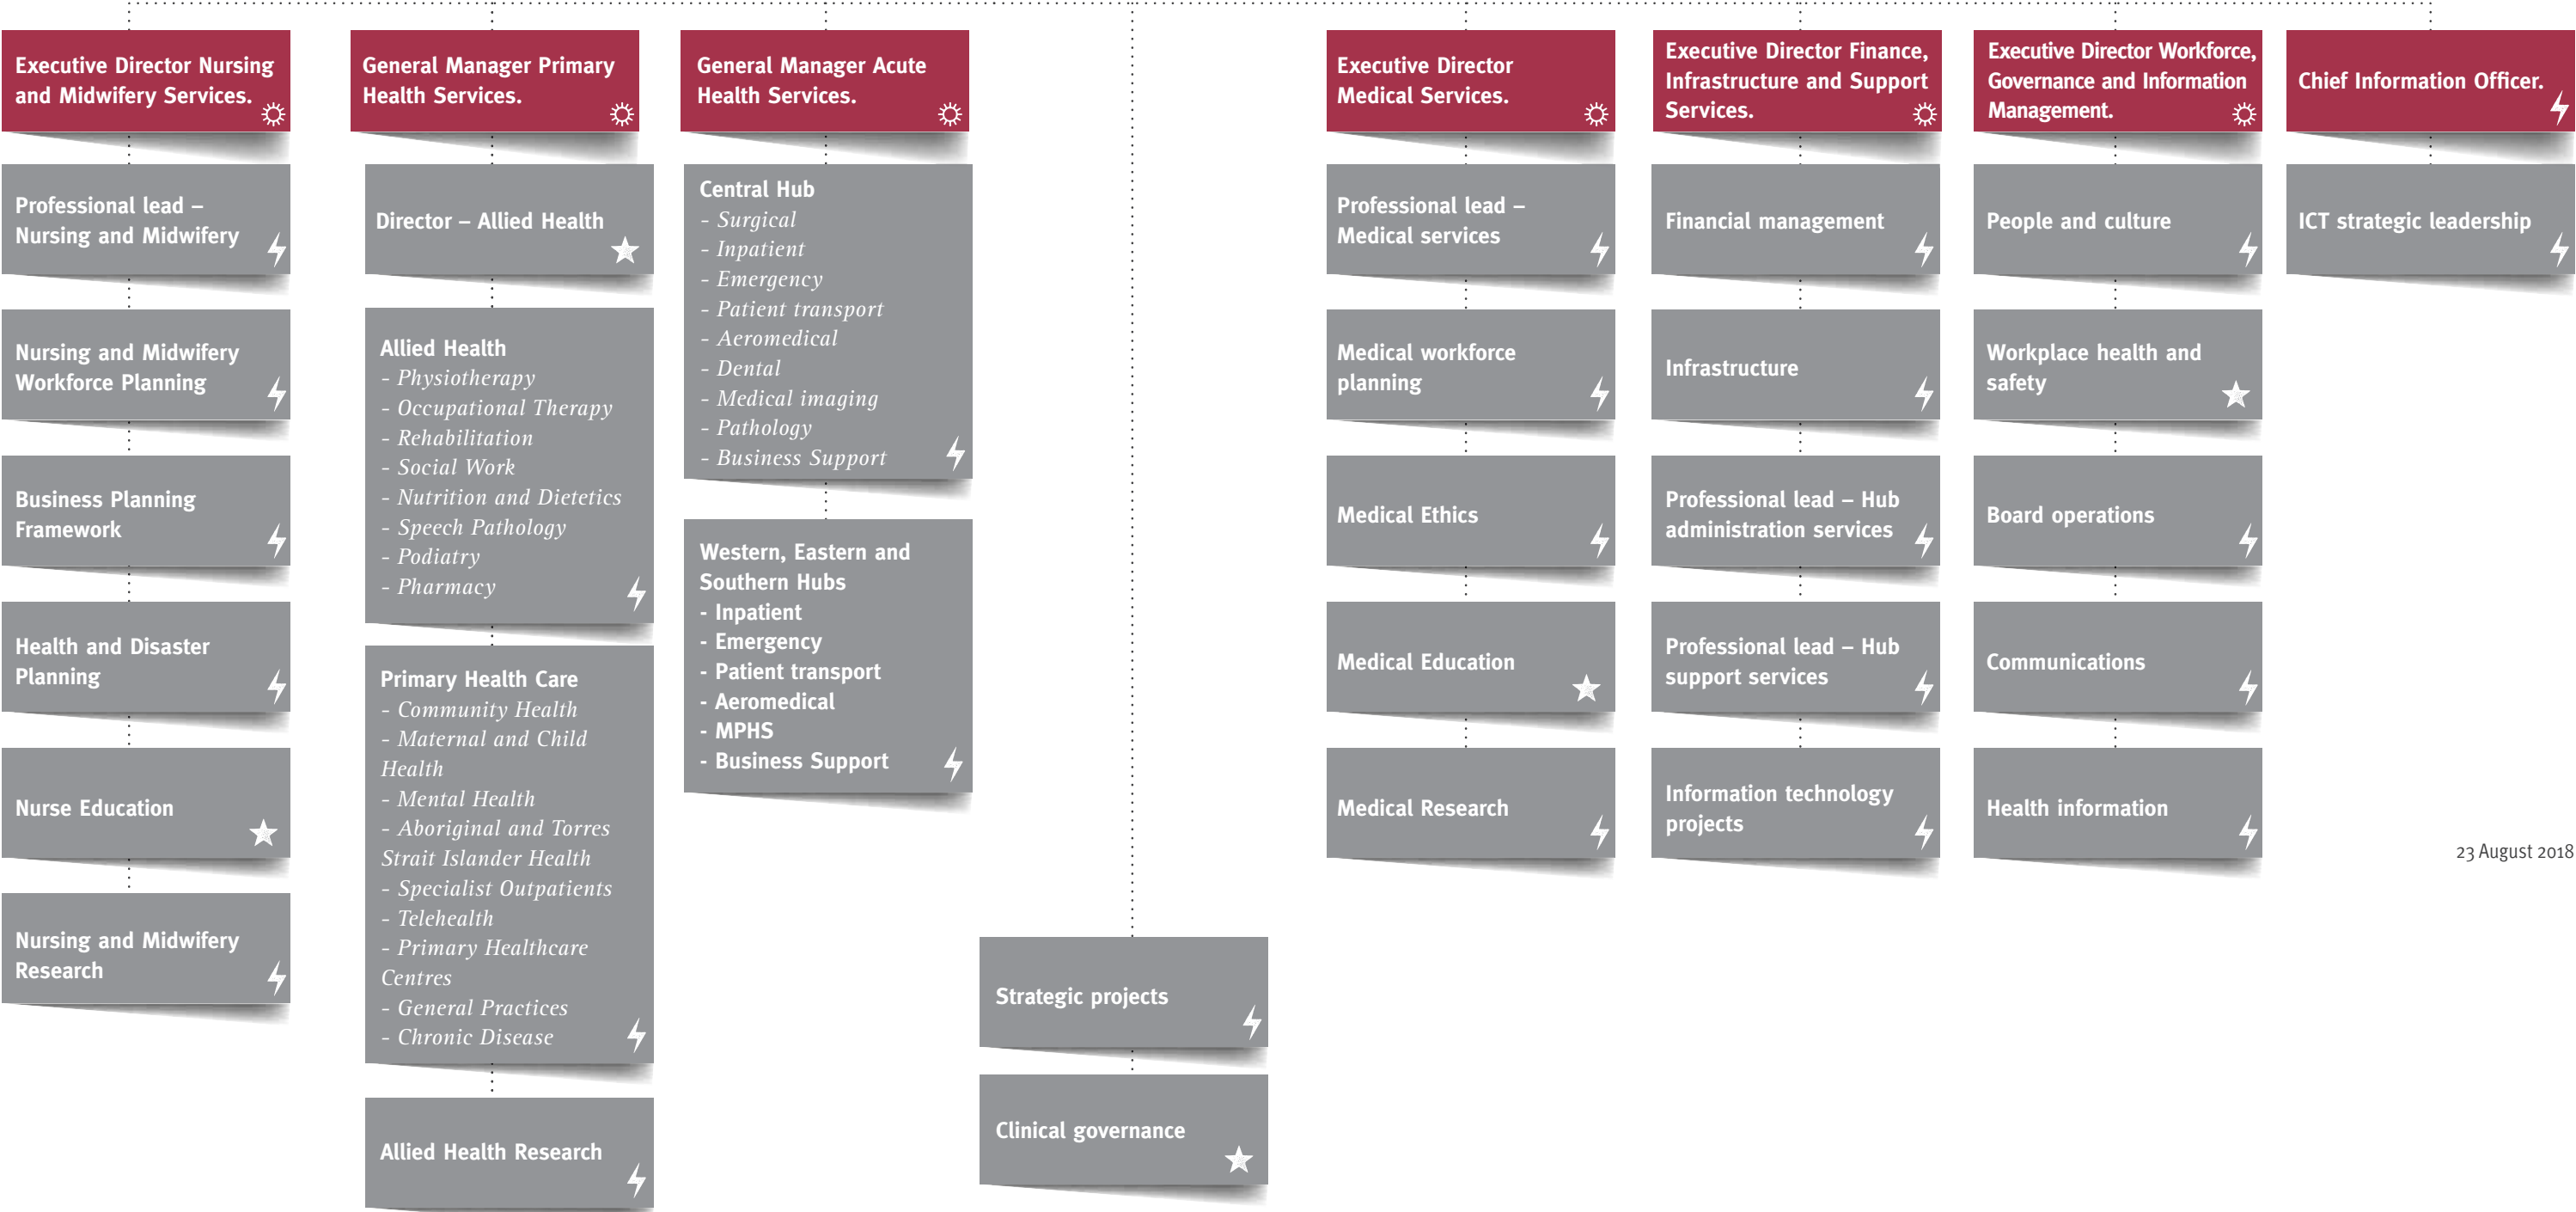 Executive Director Nursing
and Midwifery Services.
Professional lead –
Nursing and Midwifery
Nursing and Midwifery
Workforce Planning
Business Planning
Framework
Health and Disaster
Planning
Nurse Education
Nursing and Midwifery
Research
General Manager Primary
Health Services.
Director – Allied Health
Allied Health
- Physiotherapy
- Occupational Therapy
- Rehabilitation
- Social Work
- Nutrition and Dietetics
- Speech Pathology
- Podiatry
- Pharmacy
Primary Health Care
- Community Health
- Maternal and Child
Health
- Mental Health
- Aboriginal and Torres
Strait Islander Health
- Specialist Outpatients
- Telehealth
- Primary Healthcare
Centres
- General Practices
- Chronic Disease
Allied Health Research
General Manager Acute
Health Services.
Central Hub
- Surgical
- Inpatient
- Emergency
- Patient transport
- Aeromedical
- Dental
- Medical imaging
- Pathology
- Business Support
Western, Eastern and
Southern Hubs
- Inpatient
- Emergency
- Patient transport
- Aeromedical
- MPHS
- Business Support
Strategic projects
Clinical governance
Executive Director
Medical Services.
Professional lead –
Medical services
Medical workforce
planning
Medical Ethics
Medical Education
Medical Research
Executive Director Finance,
Infrastructure and Support
Services.
Financial management
Infrastructure
Professional lead – Hub
administration services
Professional lead – Hub
support services
Information technology
projects
Executive Director Workforce,
Governance and Information
Management.
People and culture
Workplace health and
safety
Board operations
Communications
Health information
Chief Information Officer.
ICT strategic leadership
23 August 2018